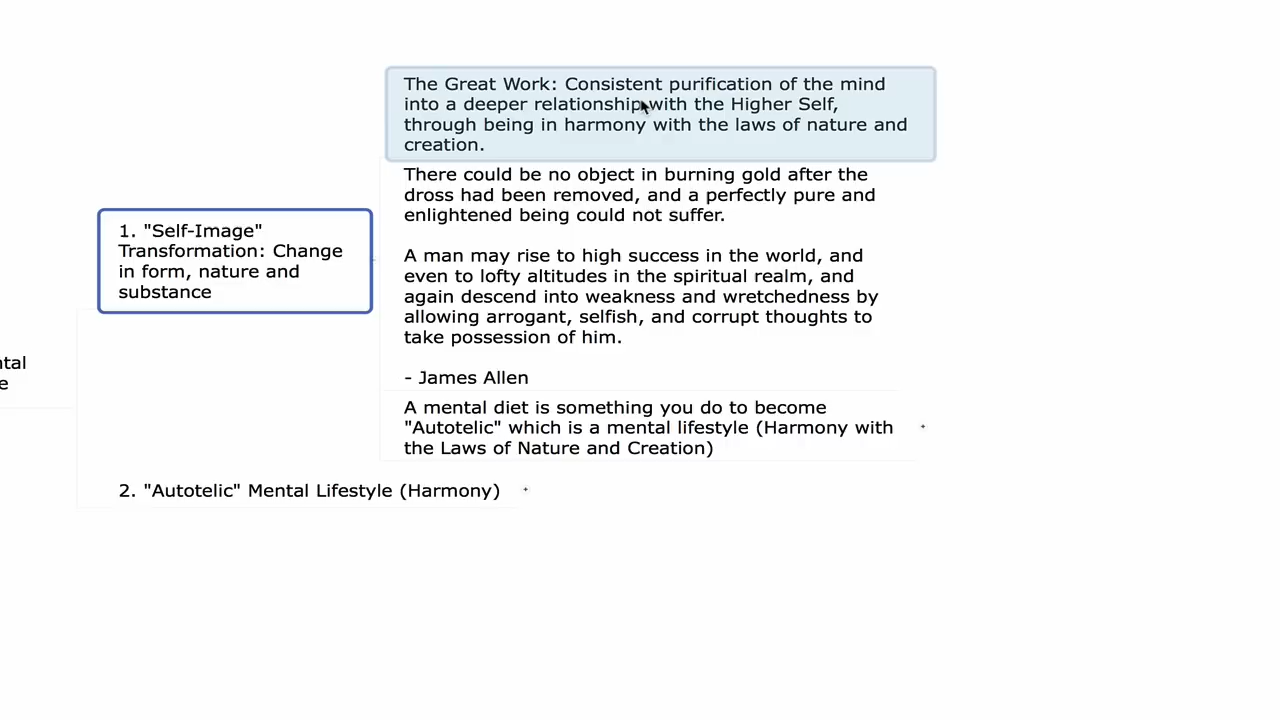 The Great Work: Consistent purification of the mind
into a deeper relationship with the Higher Self,
through being in harmony with the laws of nature and
creation.
There could be no object in burning gold after the
dross had been removed, and a perfectly pure and
enlightened being could not suffer.
A man may rise to high success in the world, and
even to lofty altitudes in the spiritual realm, and
again descend into weakness and wretchedness by
allowing arrogant, selfish, and corrupt thoughts to
take possession of him.
- James Allen
A mental diet is something you do to become
"Autotelic" which is a mental lifestyle (Harmony with
the Laws of Nature and Creation)
1. "Self-Image"
Transformation: Change
in form, nature and
substance
2. "Autotelic" Mental Lifestyle (Harmony)